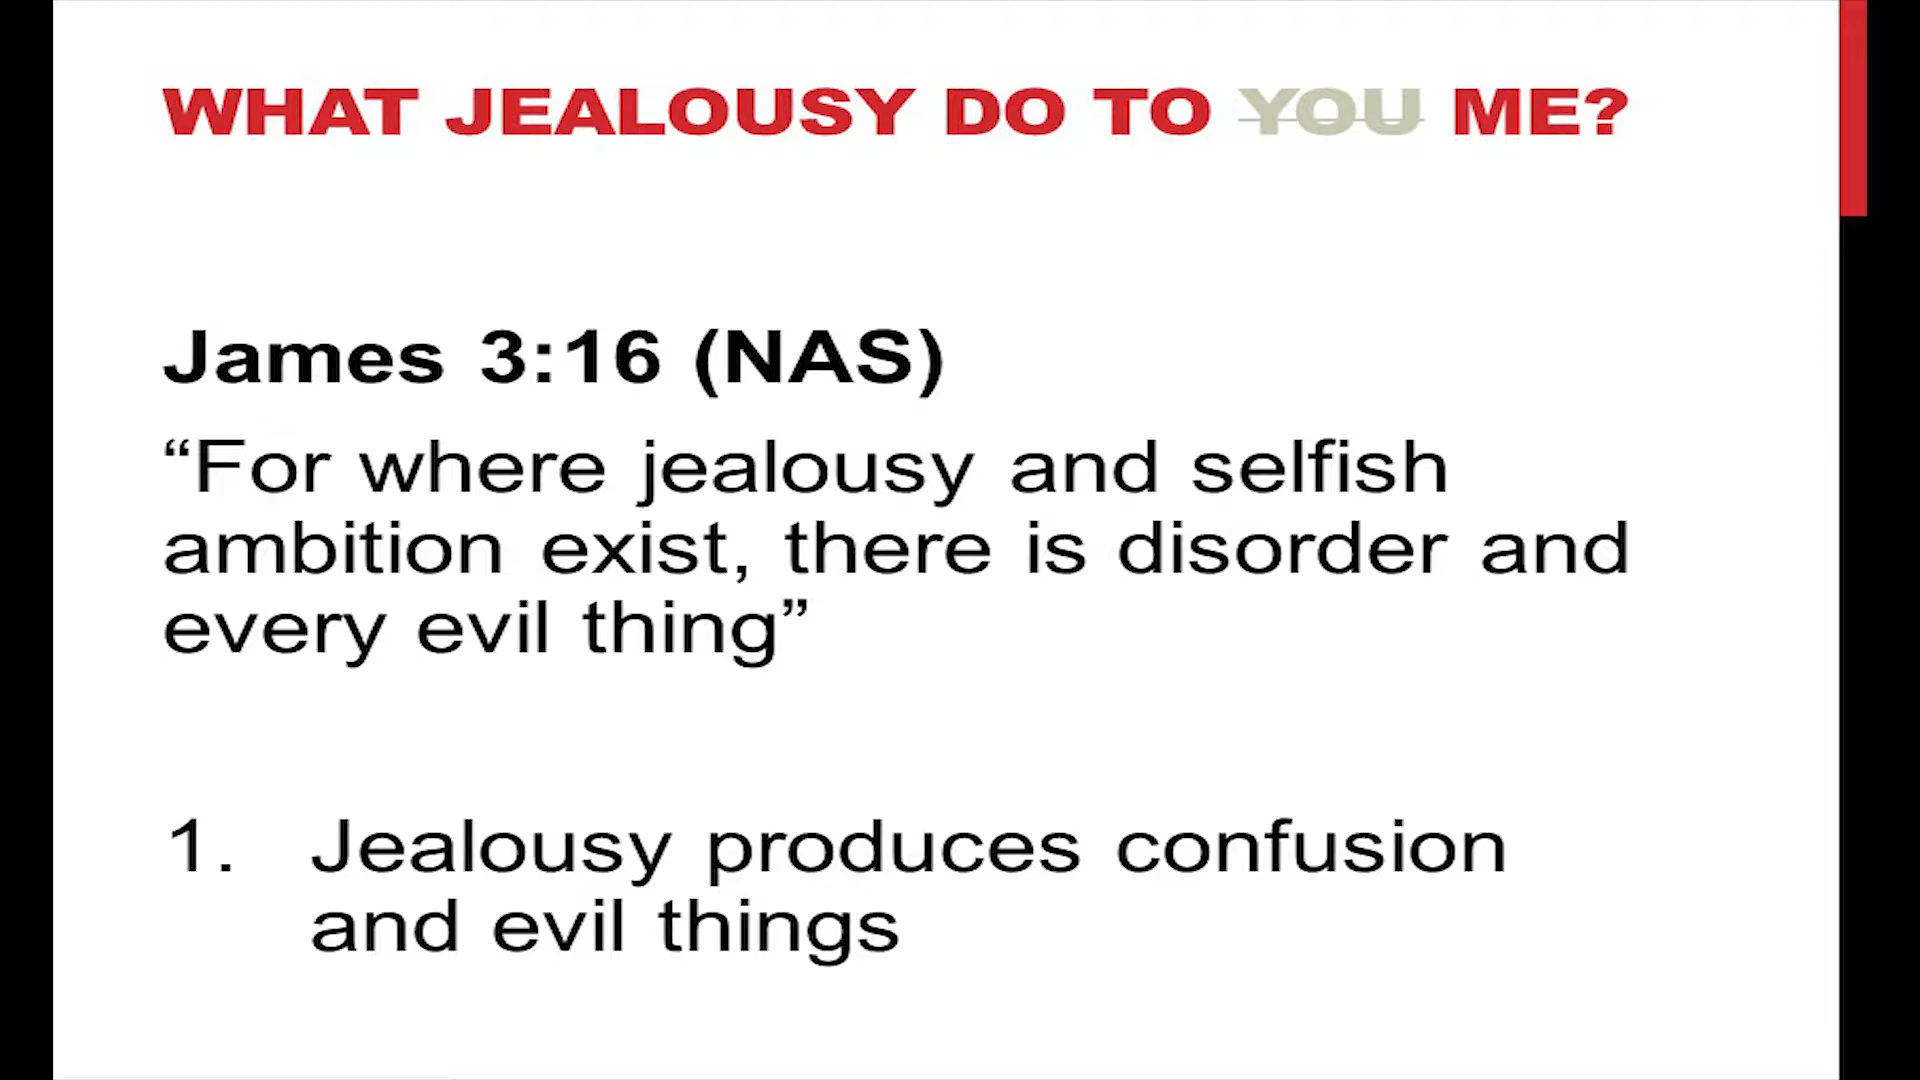 WHAT JEALOUSY DO TO YOU ME?
James 3:16 (NAS)
“For where jealousy and selfish
ambition exist, there is disorder and
every evil thing”
1. Jealousy produces confusion
and evil things